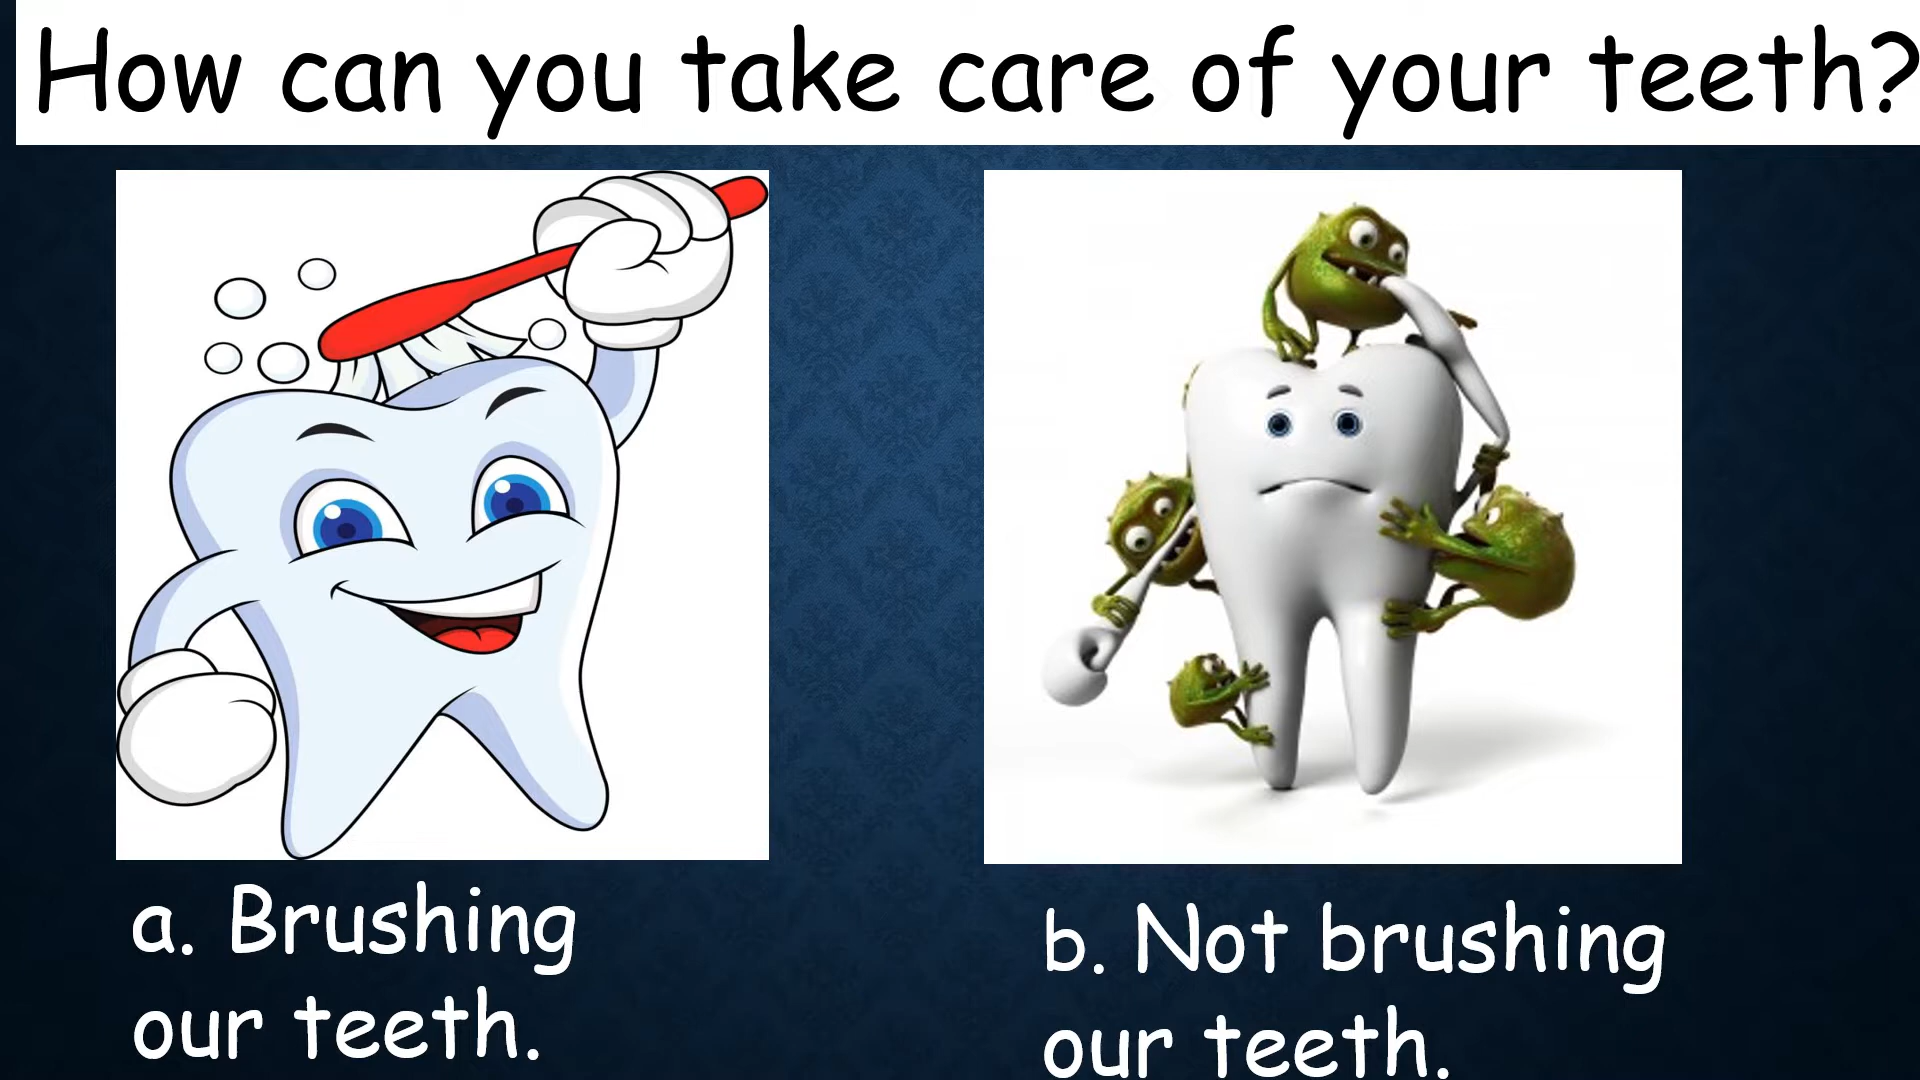 How can you take care of your teeth?
a. Brushing
our teeth.
b. Not brushing
our teeth.